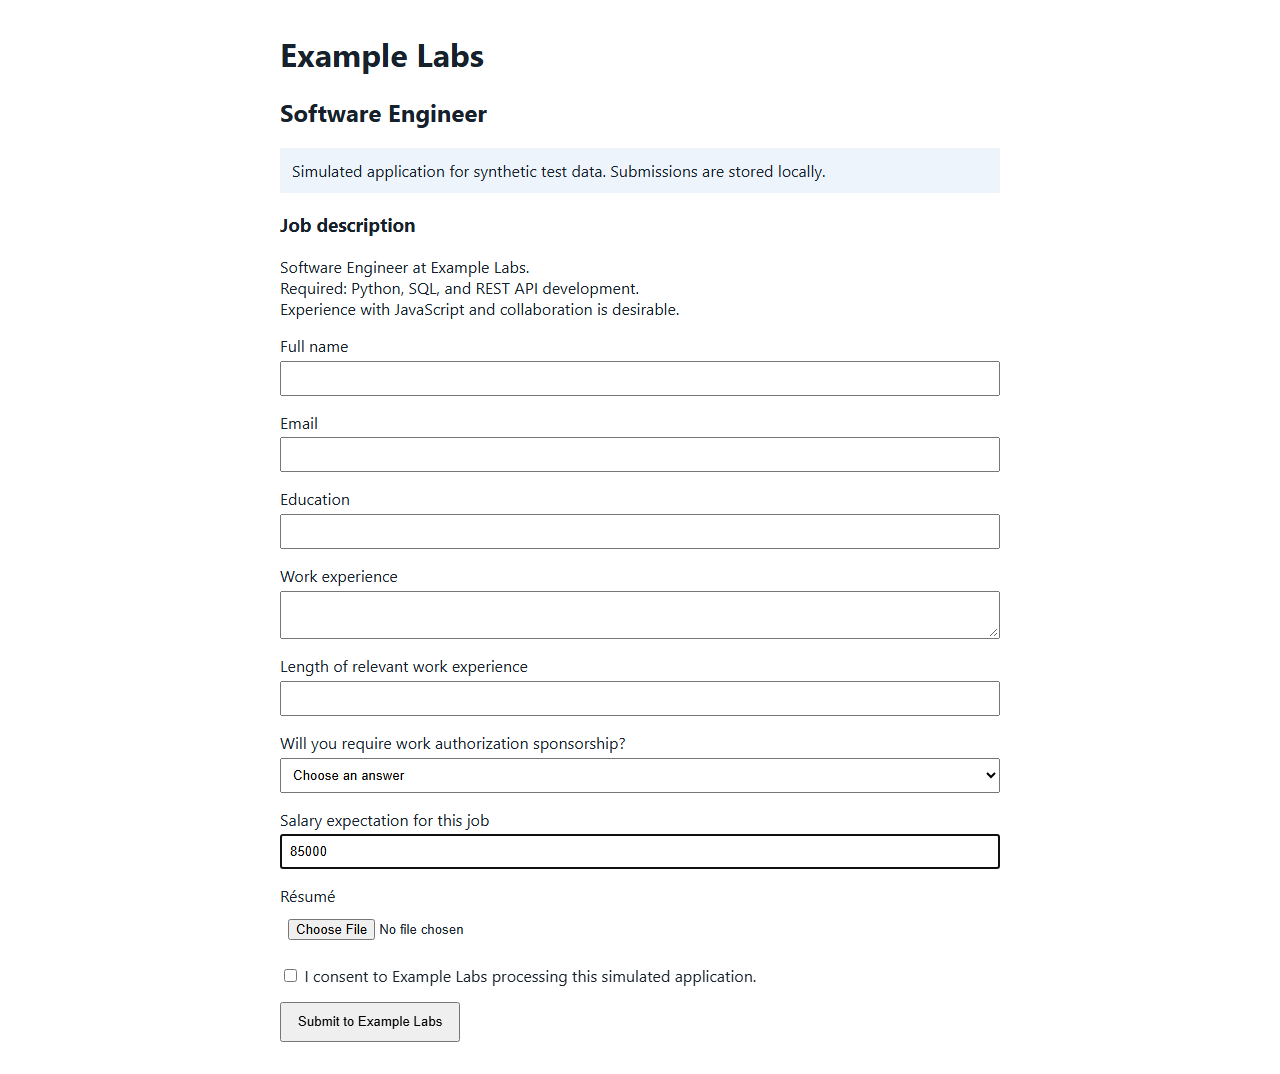 Example Labs
Software Engineer
Simulated application for synthetic test data. Submissions are stored locally.
Job description
Software Engineer at Example Labs.
Required: Python, SQL, and REST API development.
Experience with JavaScript and collaboration is desirable.
Full name
Email
Education
Work experience
Length of relevant work experience
Will you require work authorization sponsorship?
Choose an answer
Salary expectation for this job
85000
Résumé
Choose File No file chosen
I consent to Example Labs processing this simulated application.
Submit to Example Labs